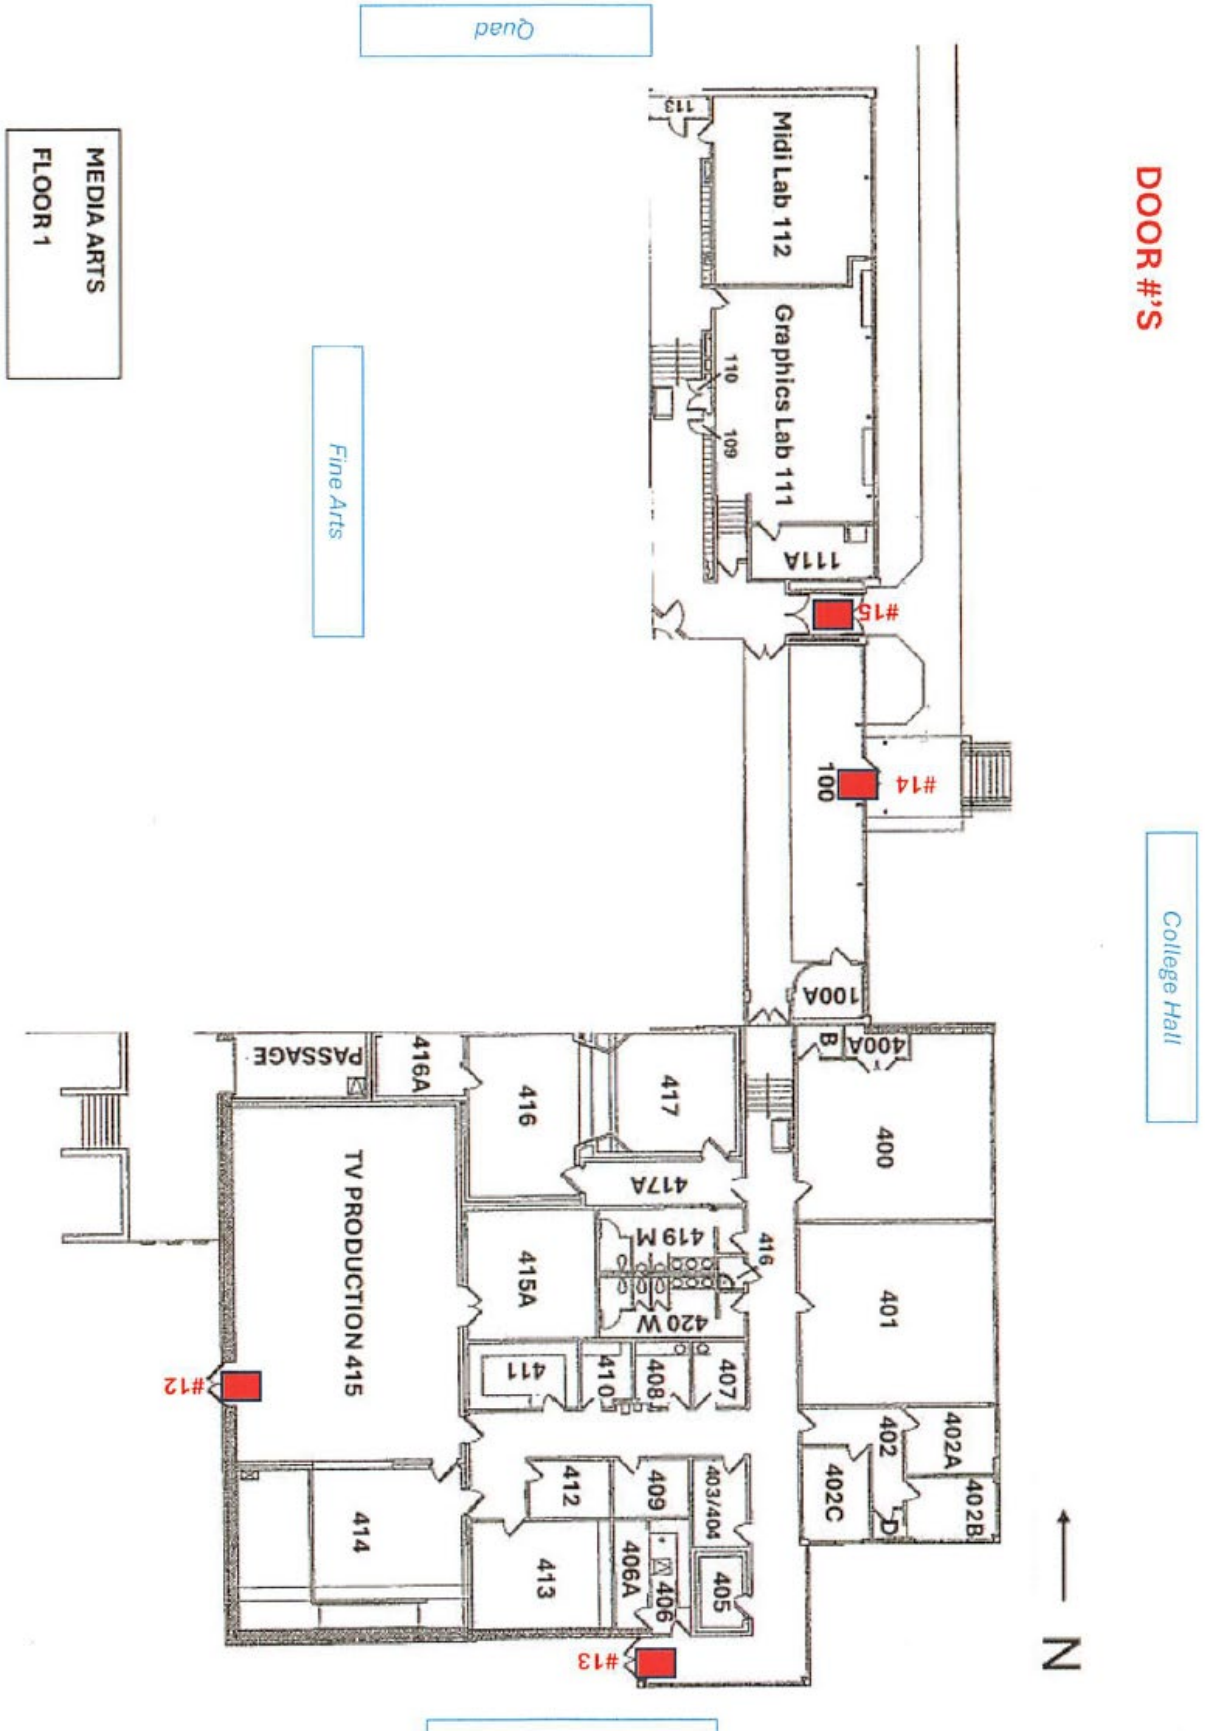 DOOR #'S
Quad
MEDIA ARTS
FLOOR 1
Fine Arts
College Hall
113
Midi Lab 112
Graphics Lab 111
110
109
111A
#15
100
#14
100A
B
400A
400
401
402
402A
402B
402C
D
PASSAGE
416A
416
417
417A
419 M
416
420 W
415A
TV PRODUCTION 415
#12
411
410
408
407
412
409
403/404
405
406
406A
413
414
#13
N